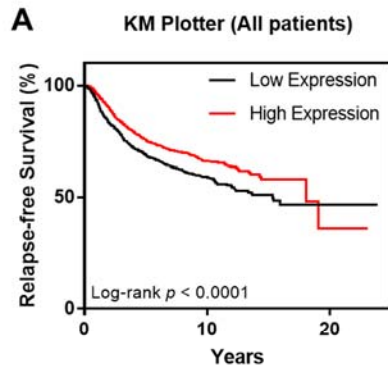 A
KM Plotter (All patients)
Relapse-free Survival (%)
100
50
0
Low Expression
High Expression
Log-rank p < 0.0001
0
10
20
Years